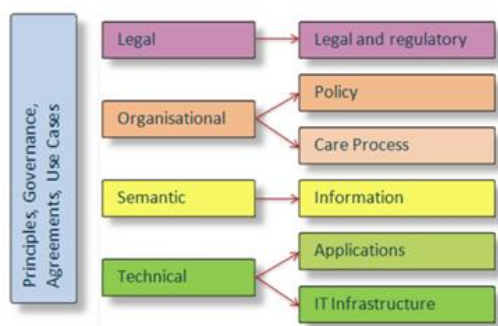 Principles, Governance,
Agreements, Use Cases
Legal
Legal and regulatory
Organisational
Policy
Care Process
Semantic
Information
Technical
Applications
IT Infrastructure